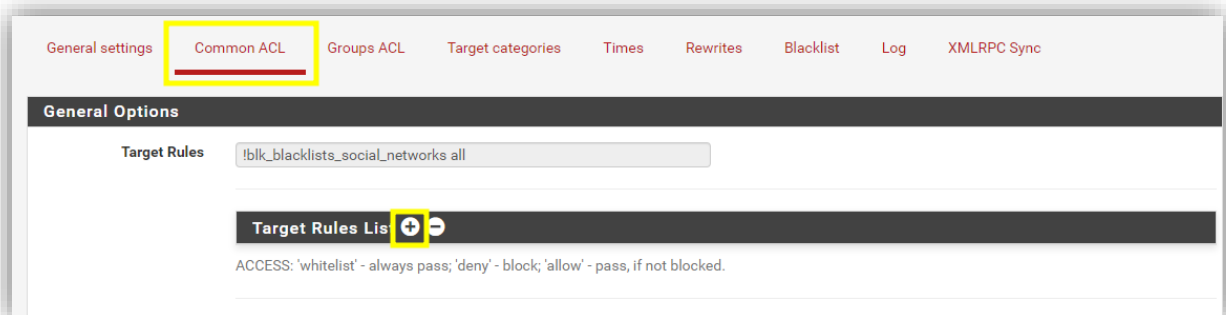 General settings Common ACL Groups ACL Target categories Times Rewrites Blacklist Log XMLRPC Sync
General Options
Target Rules !blk_blacklists_social_networks all
Target Rules List
ACCESS: 'whitelist' - always pass; 'deny' - block; 'allow' - pass, if not blocked.